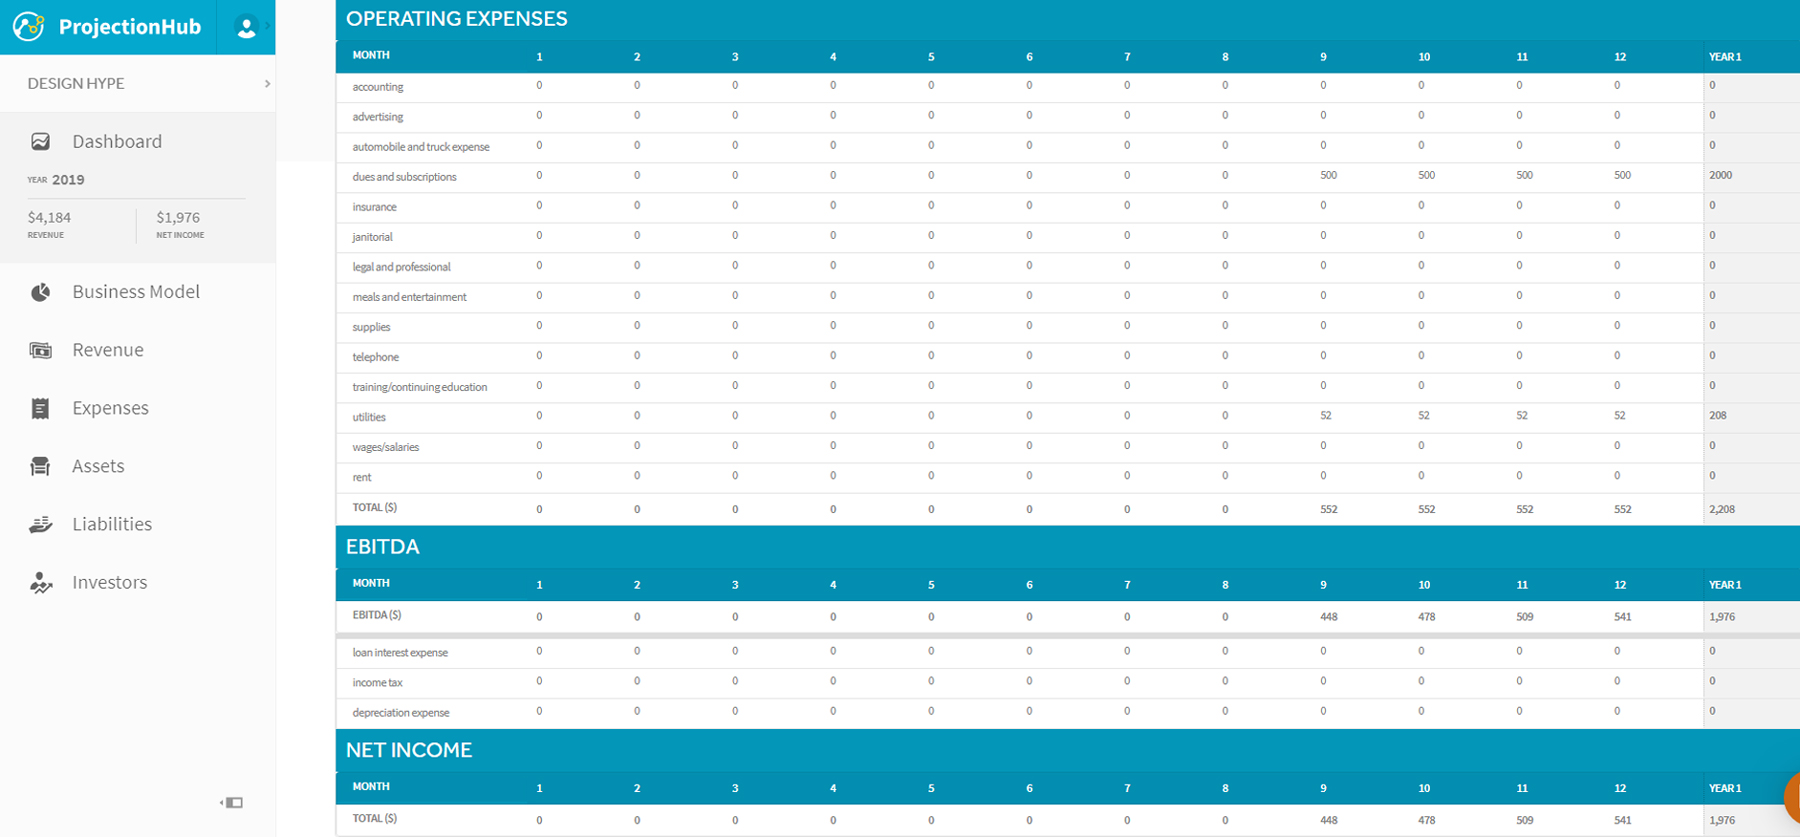 ProjectionHub
DESIGN HYPE
Dashboard
YEAR 2019
$4,184 $1,976
REVENUE NET INCOME
Business Model
Revenue
Expenses
Assets
Liabilities
Investors
OPERATING EXPENSES
MONTH 1 2 3 4 5 6 7 8 9 10 11 12 YEAR 1
accounting 0 0 0 0 0 0 0 0 0 0 0 0 0
advertising 0 0 0 0 0 0 0 0 0 0 0 0 0
automobile and truck expense 0 0 0 0 0 0 0 0 0 0 0 0 0
dues and subscriptions 0 0 0 0 0 0 0 0 500 500 500 500 2000
insurance 0 0 0 0 0 0 0 0 0 0 0 0 0
janitorial 0 0 0 0 0 0 0 0 0 0 0 0 0
legal and professional 0 0 0 0 0 0 0 0 0 0 0 0 0
meals and entertainment 0 0 0 0 0 0 0 0 0 0 0 0 0
supplies 0 0 0 0 0 0 0 0 0 0 0 0 0
telephone 0 0 0 0 0 0 0 0 0 0 0 0 0
training/continuing education 0 0 0 0 0 0 0 0 0 0 0 0 0
utilities 0 0 0 0 0 0 0 0 52 52 52 52 208
wages/salaries 0 0 0 0 0 0 0 0 0 0 0 0 0
rent 0 0 0 0 0 0 0 0 0 0 0 0 0
TOTAL ($) 0 0 0 0 0 0 0 0 552 552 552 552 2,208
EBITDA
MONTH 1 2 3 4 5 6 7 8 9 10 11 12 YEAR 1
EBITDA ($) 0 0 0 0 0 0 0 0 448 478 509 541 1,976
loan interest expense 0 0 0 0 0 0 0 0 0 0 0 0 0
income tax 0 0 0 0 0 0 0 0 0 0 0 0 0
depreciation expense 0 0 0 0 0 0 0 0 0 0 0 0 0
NET INCOME
MONTH 1 2 3 4 5 6 7 8 9 10 11 12 YEAR 1
TOTAL ($) 0 0 0 0 0 0 0 0 448 478 509 541 1,976